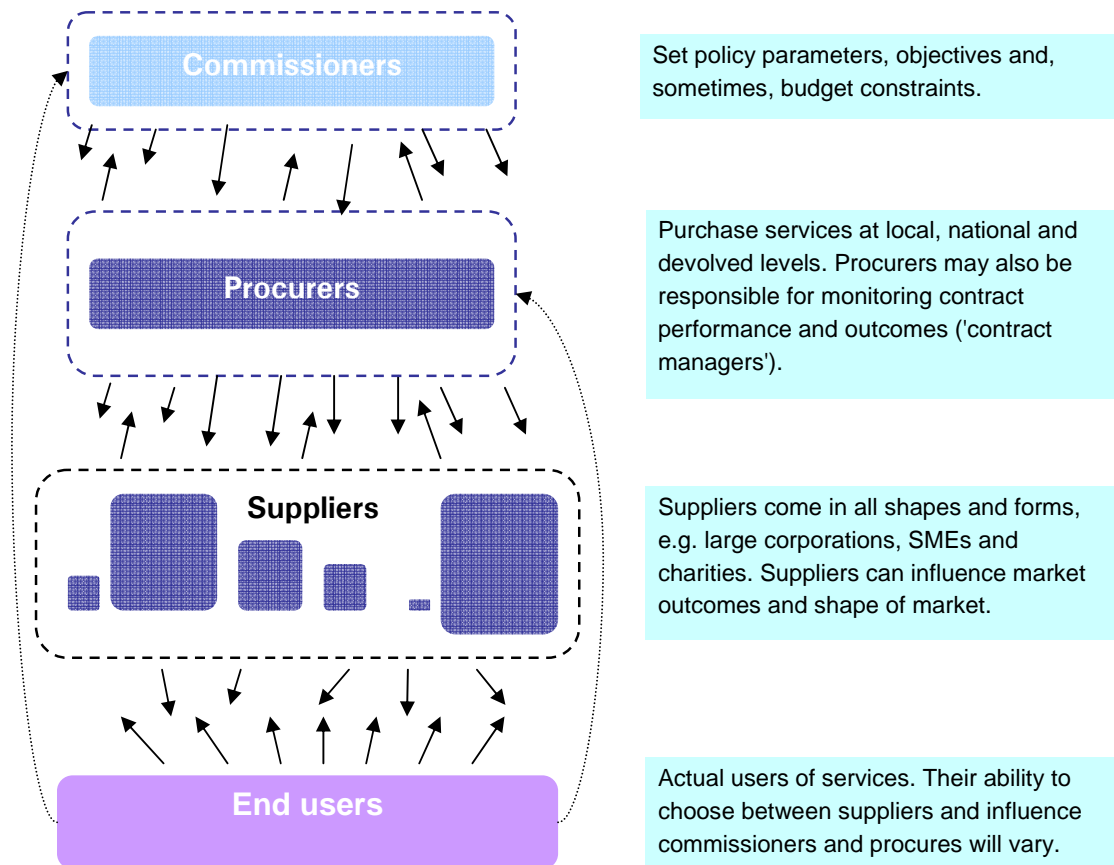 Commissioners
Set policy parameters, objectives and,
sometimes, budget constraints.
Procurers
Purchase services at local, national and
devolved levels. Procurers may also be
responsible for monitoring contract
performance and outcomes ('contract
managers').
Suppliers
Suppliers come in all shapes and forms,
e.g. large corporations, SMEs and
charities. Suppliers can influence market
outcomes and shape of market.
End users
Actual users of services. Their ability to
choose between suppliers and influence
commissioners and procures will vary.